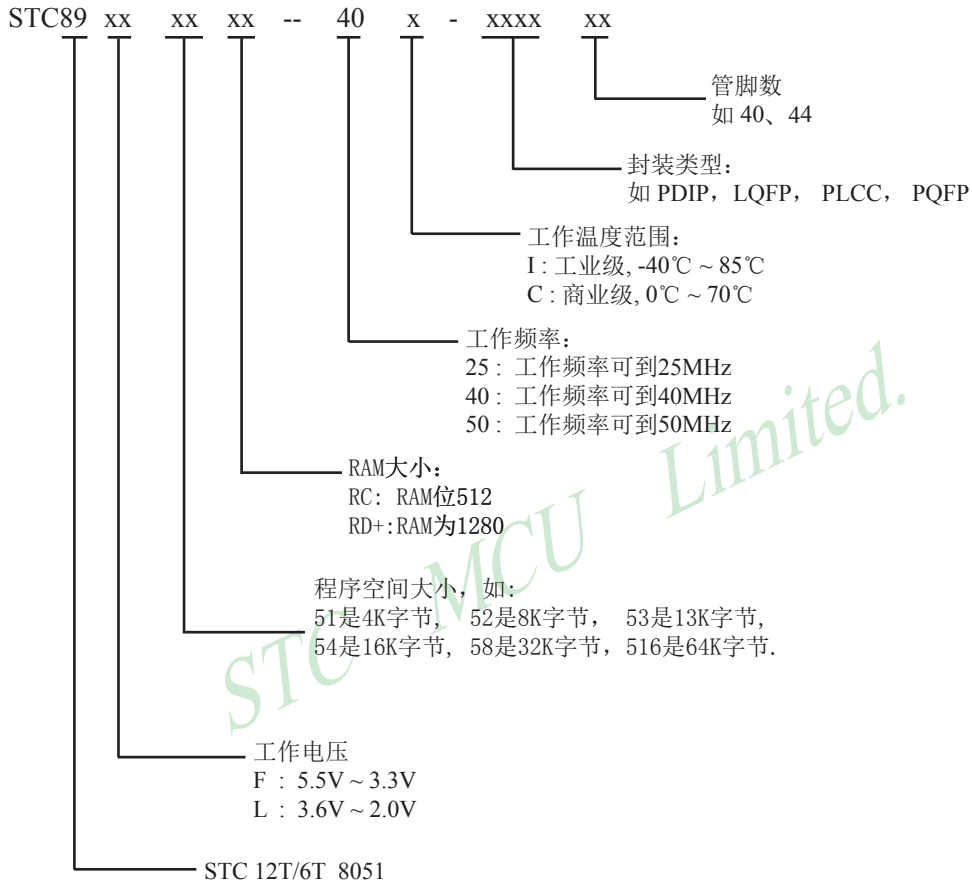 STC89 xx xx xx -- 40 x - xxxx xx
管脚数
如 40、44
封装类型：
如 PDIP，LQFP， PLCC， PQFP
工作温度范围：
I : 工业级, -40℃ ~ 85℃
C : 商业级, 0℃ ~ 70℃
工作频率：
25 : 工作频率可到25MHz
40 : 工作频率可到40MHz
50 : 工作频率可到50MHz
RAM大小：
RC: RAM位512
RD+:RAM为1280
程序空间大小，如:
51是4K字节, 52是8K字节， 53是13K字节,
54是16K字节, 58是32K字节，516是64K字节.
工作电压
F : 5.5V ~ 3.3V
L : 3.6V ~ 2.0V
STC 12T/6T 8051
STC MCU Limited.